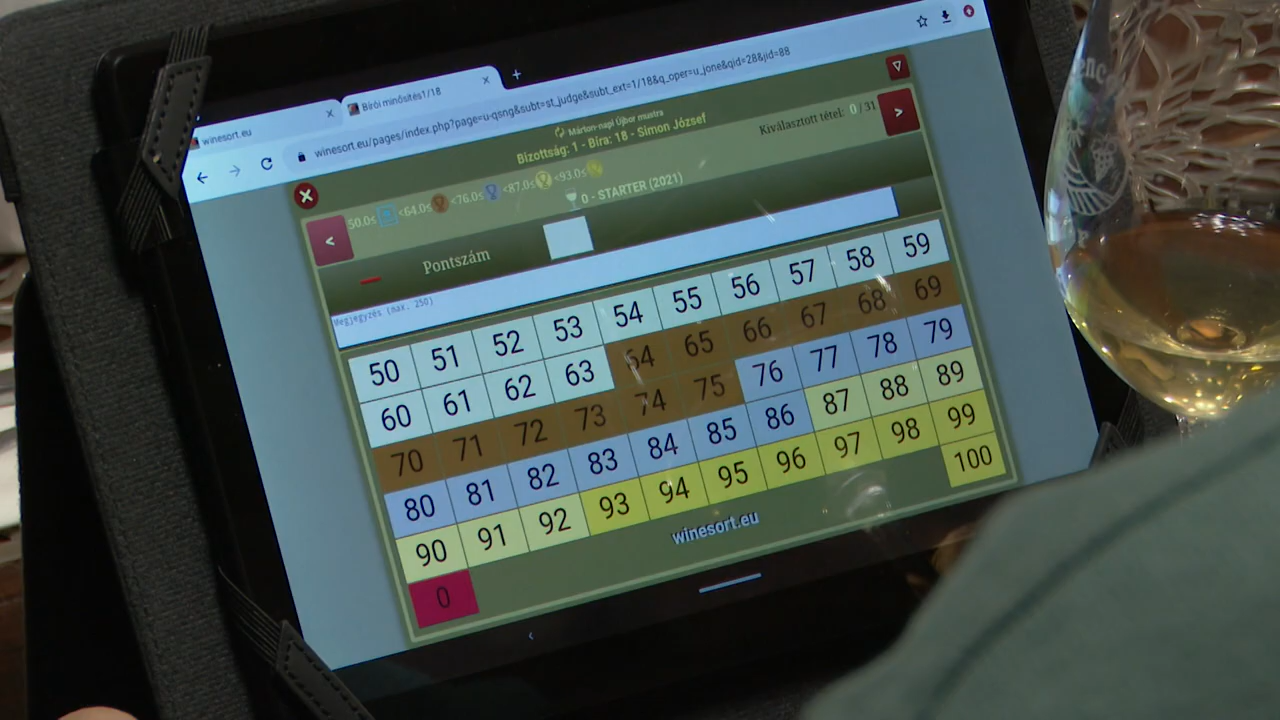 winesort.eu
Bírói minősítés1/18
winesort.eu/pages/index.php?page=u-qsng&subt=st_judge&subt_ext=1/18&q_oper=u_jone&qid=28&jid=88
Márton-napi Újbor mustra
Bizottság: 1 - Bíra: 18 - Simon József
Kiválasztott tétel: 0 / 31
< 50.0≤ <64.0≤ <76.0≤ <87.0≤ <93.0≤ >
0 - STARTER (2021)
Pontszám
Megjegyzés (max. 250)
50 51 52 53 54 55 56 57 58 59
60 61 62 63 64 65 66 67 68 69
70 71 72 73 74 75 76 77 78 79
80 81 82 83 84 85 86 87 88 89
90 91 92 93 94 95 96 97 98 99
0 100
winesort.eu